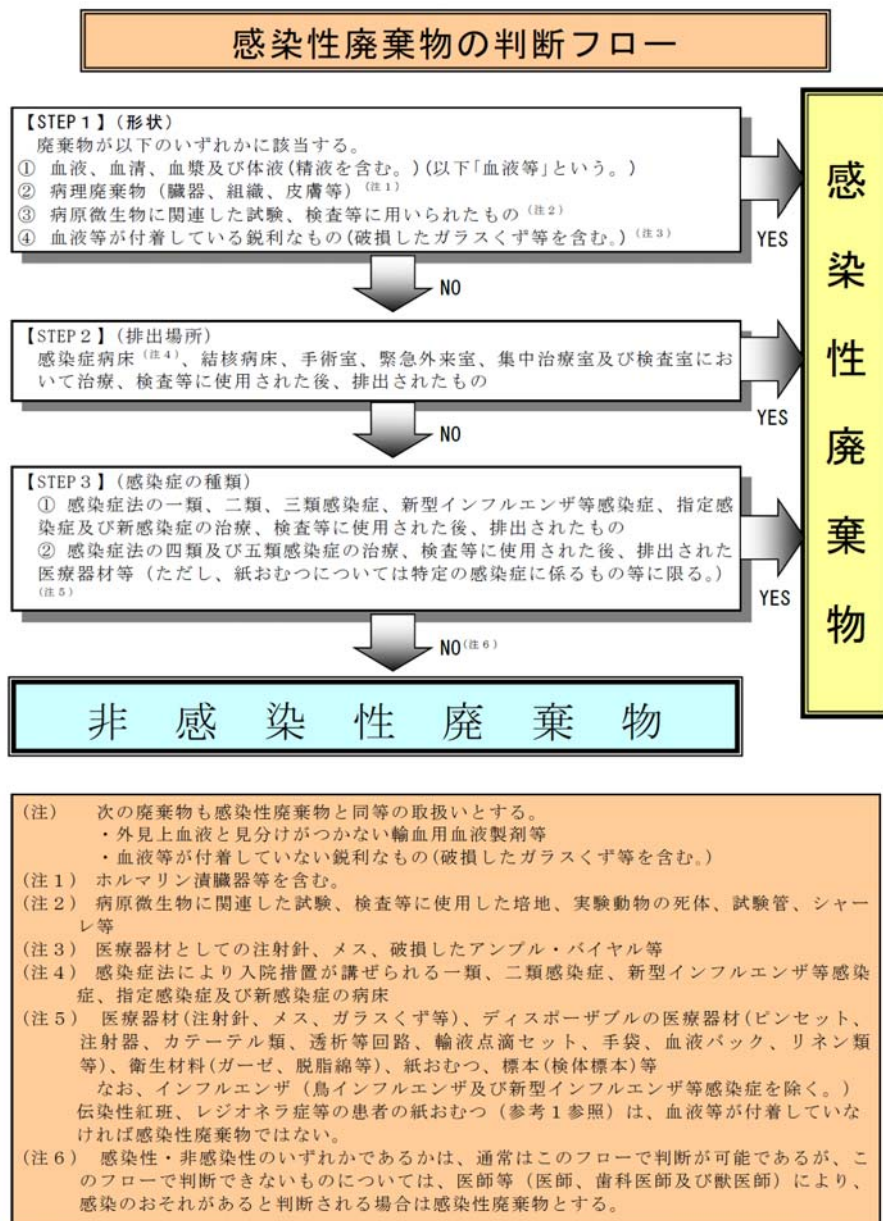 感染性廃棄物の判断フロー
【STEP1】(形状)
廃棄物が以下のいずれかに該当する。
① 血液、血清、血漿及び体液(精液を含む。)(以下「血液等」という。)
② 病理廃棄物(臓器、組織、皮膚等)(注1)
③ 病原微生物に関連した試験、検査等に用いられたもの(注2)
④ 血液等が付着している鋭利なもの(破損したガラスくず等を含む。)(注3)
YES
NO
【STEP2】(排出場所)
感染症病床(注4)、結核病床、手術室、緊急外来室、集中治療室及び検査室にお
いて治療、検査等に使用された後、排出されたもの
YES
NO
【STEP3】(感染症の種類)
① 感染症法の一類、二類、三類感染症、新型インフルエンザ等感染症、指定感
染症及び新感染症の治療、検査等に使用された後、排出されたもの
② 感染症法の四類及び五類感染症の治療、検査等に使用された後、排出された
医療器材等(ただし、紙おむつについては特定の感染症に係るもの等に限る。)
(注5)
YES
NO(注6)
感染性廃棄物
非感染性廃棄物
(注) 次の廃棄物も感染性廃棄物と同等の取扱いとする。
・外見上血液と見分けがつかない輸血用血液製剤等
・血液等が付着していない鋭利なもの(破損したガラスくず等を含む。)
(注1) ホルマリン漬臓器等を含む。
(注2) 病原微生物に関連した試験、検査等に使用した培地、実験動物の死体、試験管、シャー
レ等
(注3) 医療器材としての注射針、メス、破損したアンプル・バイヤル等
(注4) 感染症法により入院措置が講ぜられる一類、二類感染症、新型インフルエンザ等感染
症、指定感染症及び新感染症の病床
(注5) 医療器材(注射針、メス、ガラスくず等)、ディスポーザブルの医療器材(ピンセット、
注射器、カテーテル類、透析等回路、輸液点滴セット、手袋、血液バック、リネン類
等)、衛生材料(ガーゼ、脱脂綿等)、紙おむつ、標本(検体標本)等
なお、インフルエンザ(鳥インフルエンザ及び新型インフルエンザ等感染症を除く。)
伝染性紅斑、レジオネラ症等の患者の紙おむつ(参考1参照)は、血液等が付着していな
ければ感染性廃棄物ではない。
(注6) 感染性・非感染性のいずれかであるかは、通常はこのフローで判断が可能であるが、こ
のフローで判断できないものについては、医師等(医師、歯科医師及び獣医師)により、
感染のおそれがあると判断される場合は感染性廃棄物とする。